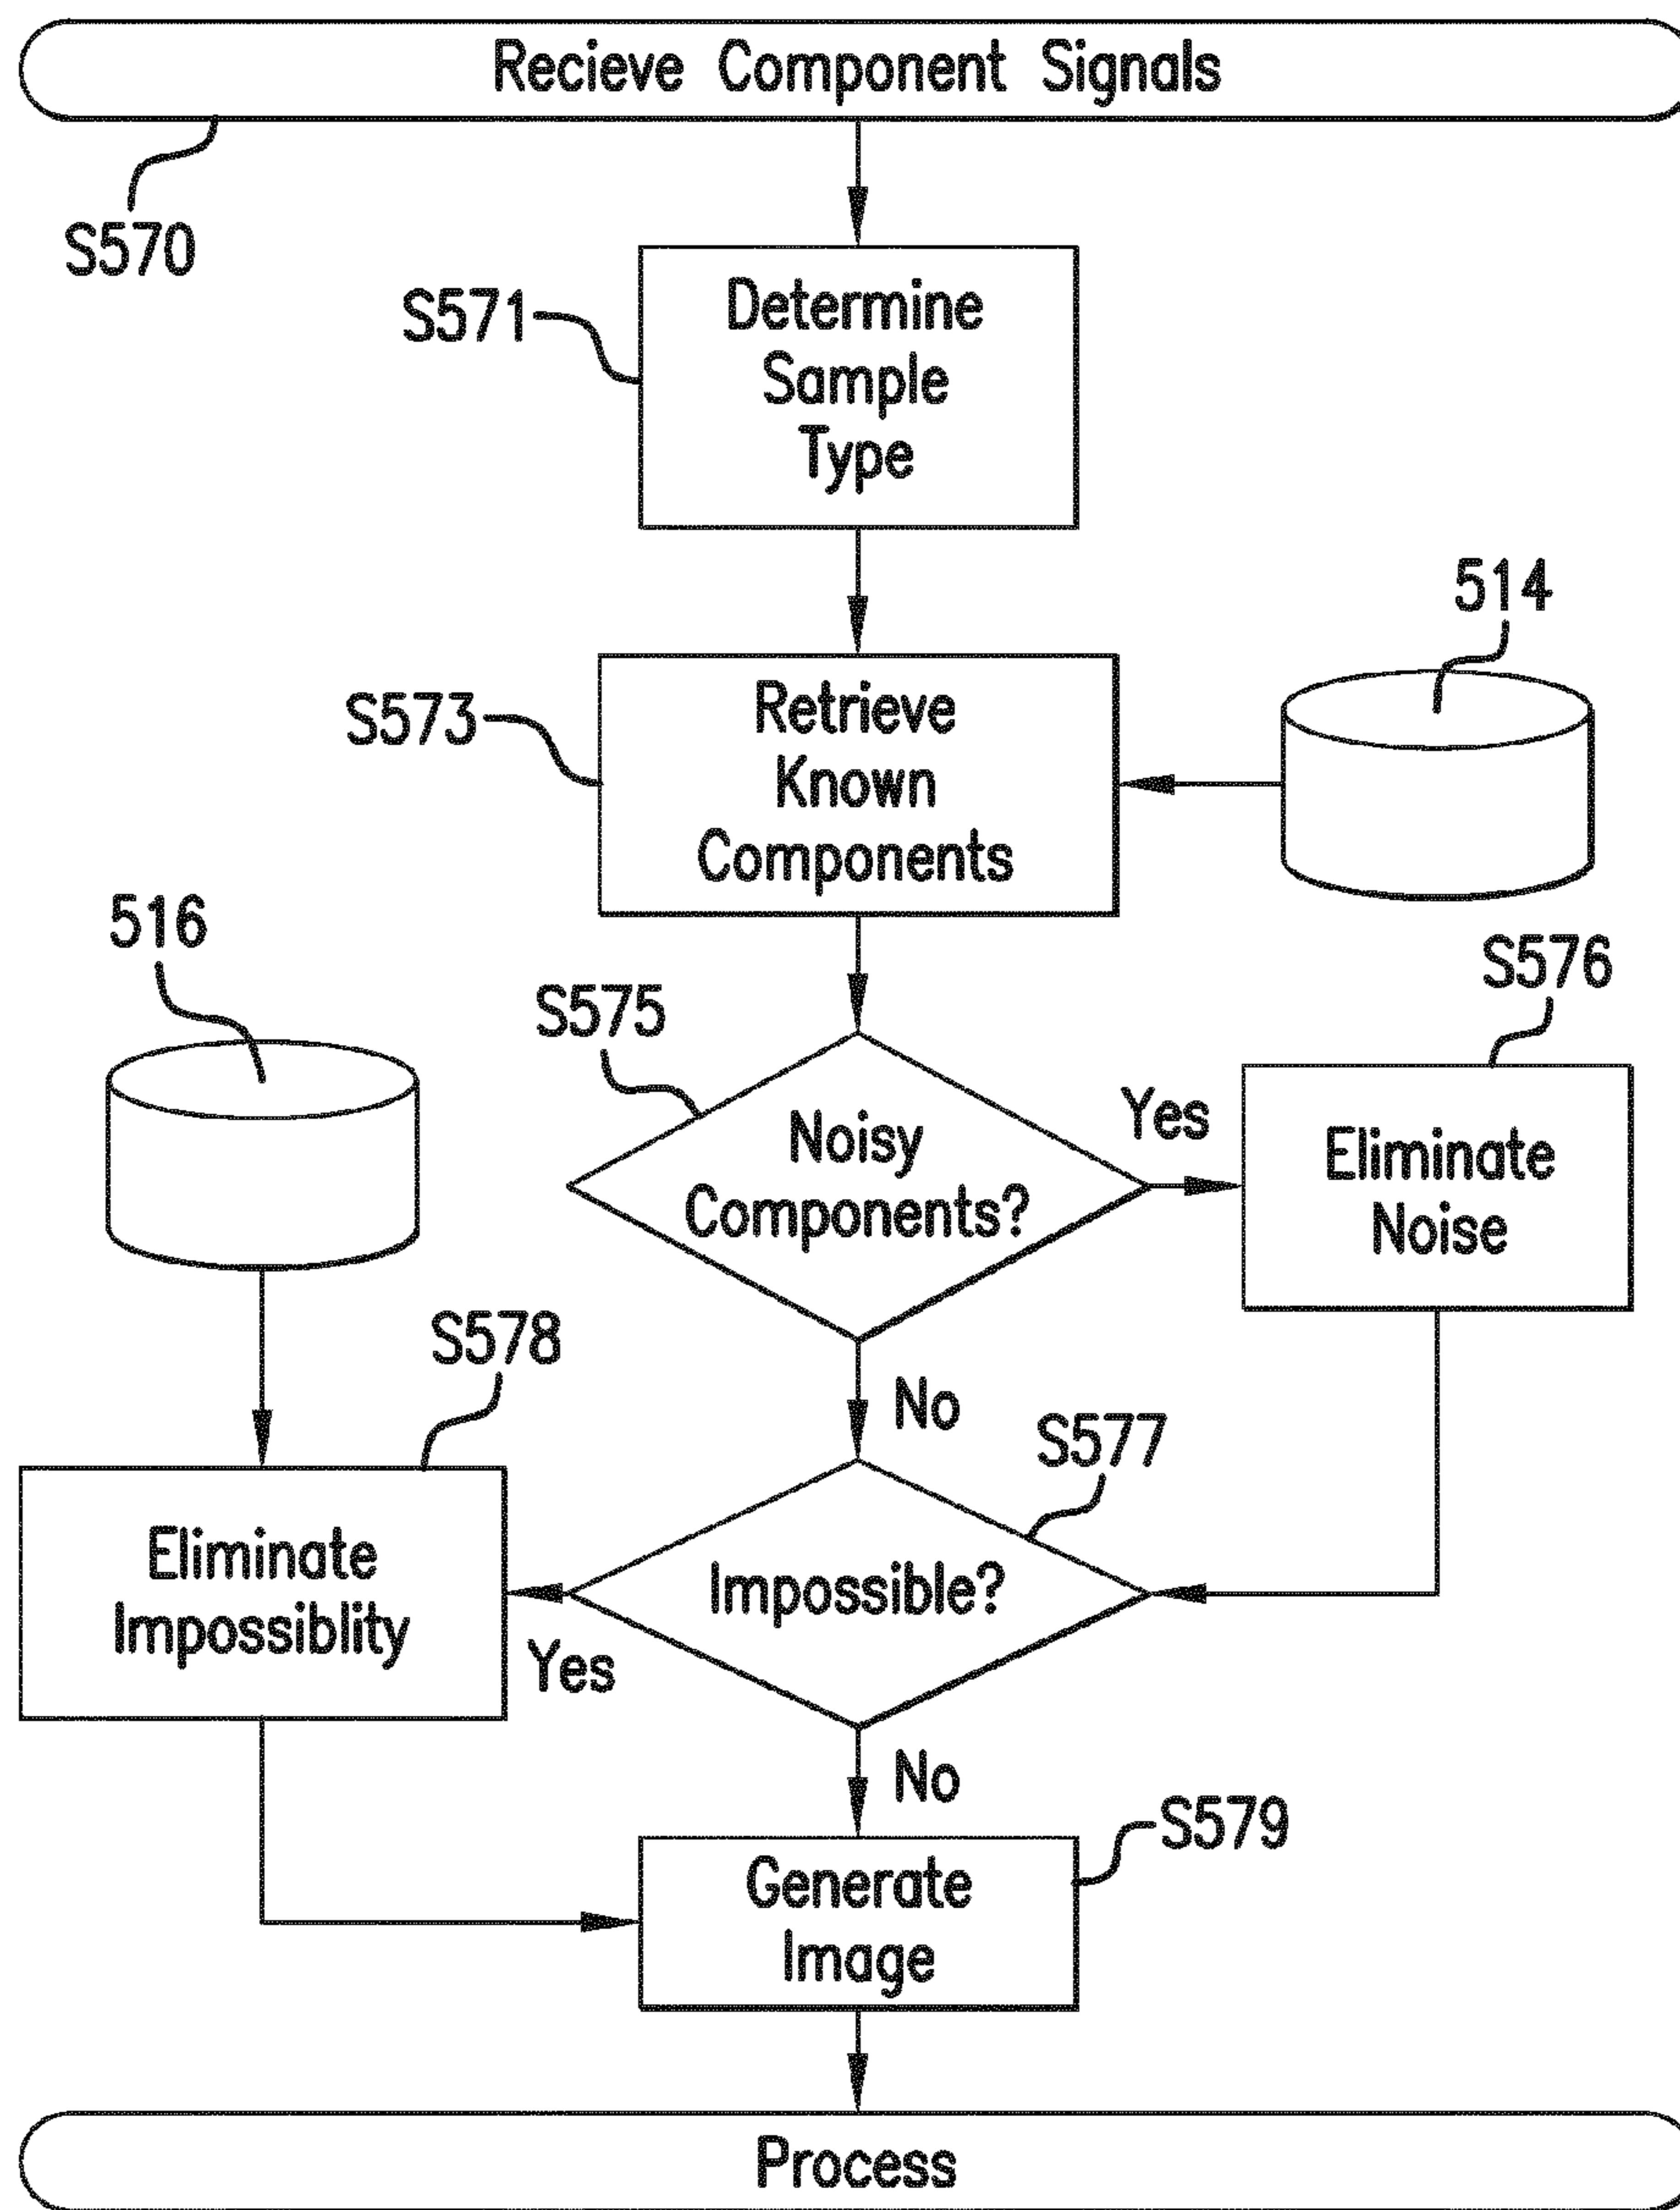 Recieve Component Signals
S570
S571
Determine
Sample
Type
514
S573
Retrieve
Known
Components
516
S576
S575
Noisy
Components?
Yes
Eliminate
Noise
S578
No
S577
Eliminate
Impossiblity
Impossible?
Yes
No
S579
Generate
Image
Process